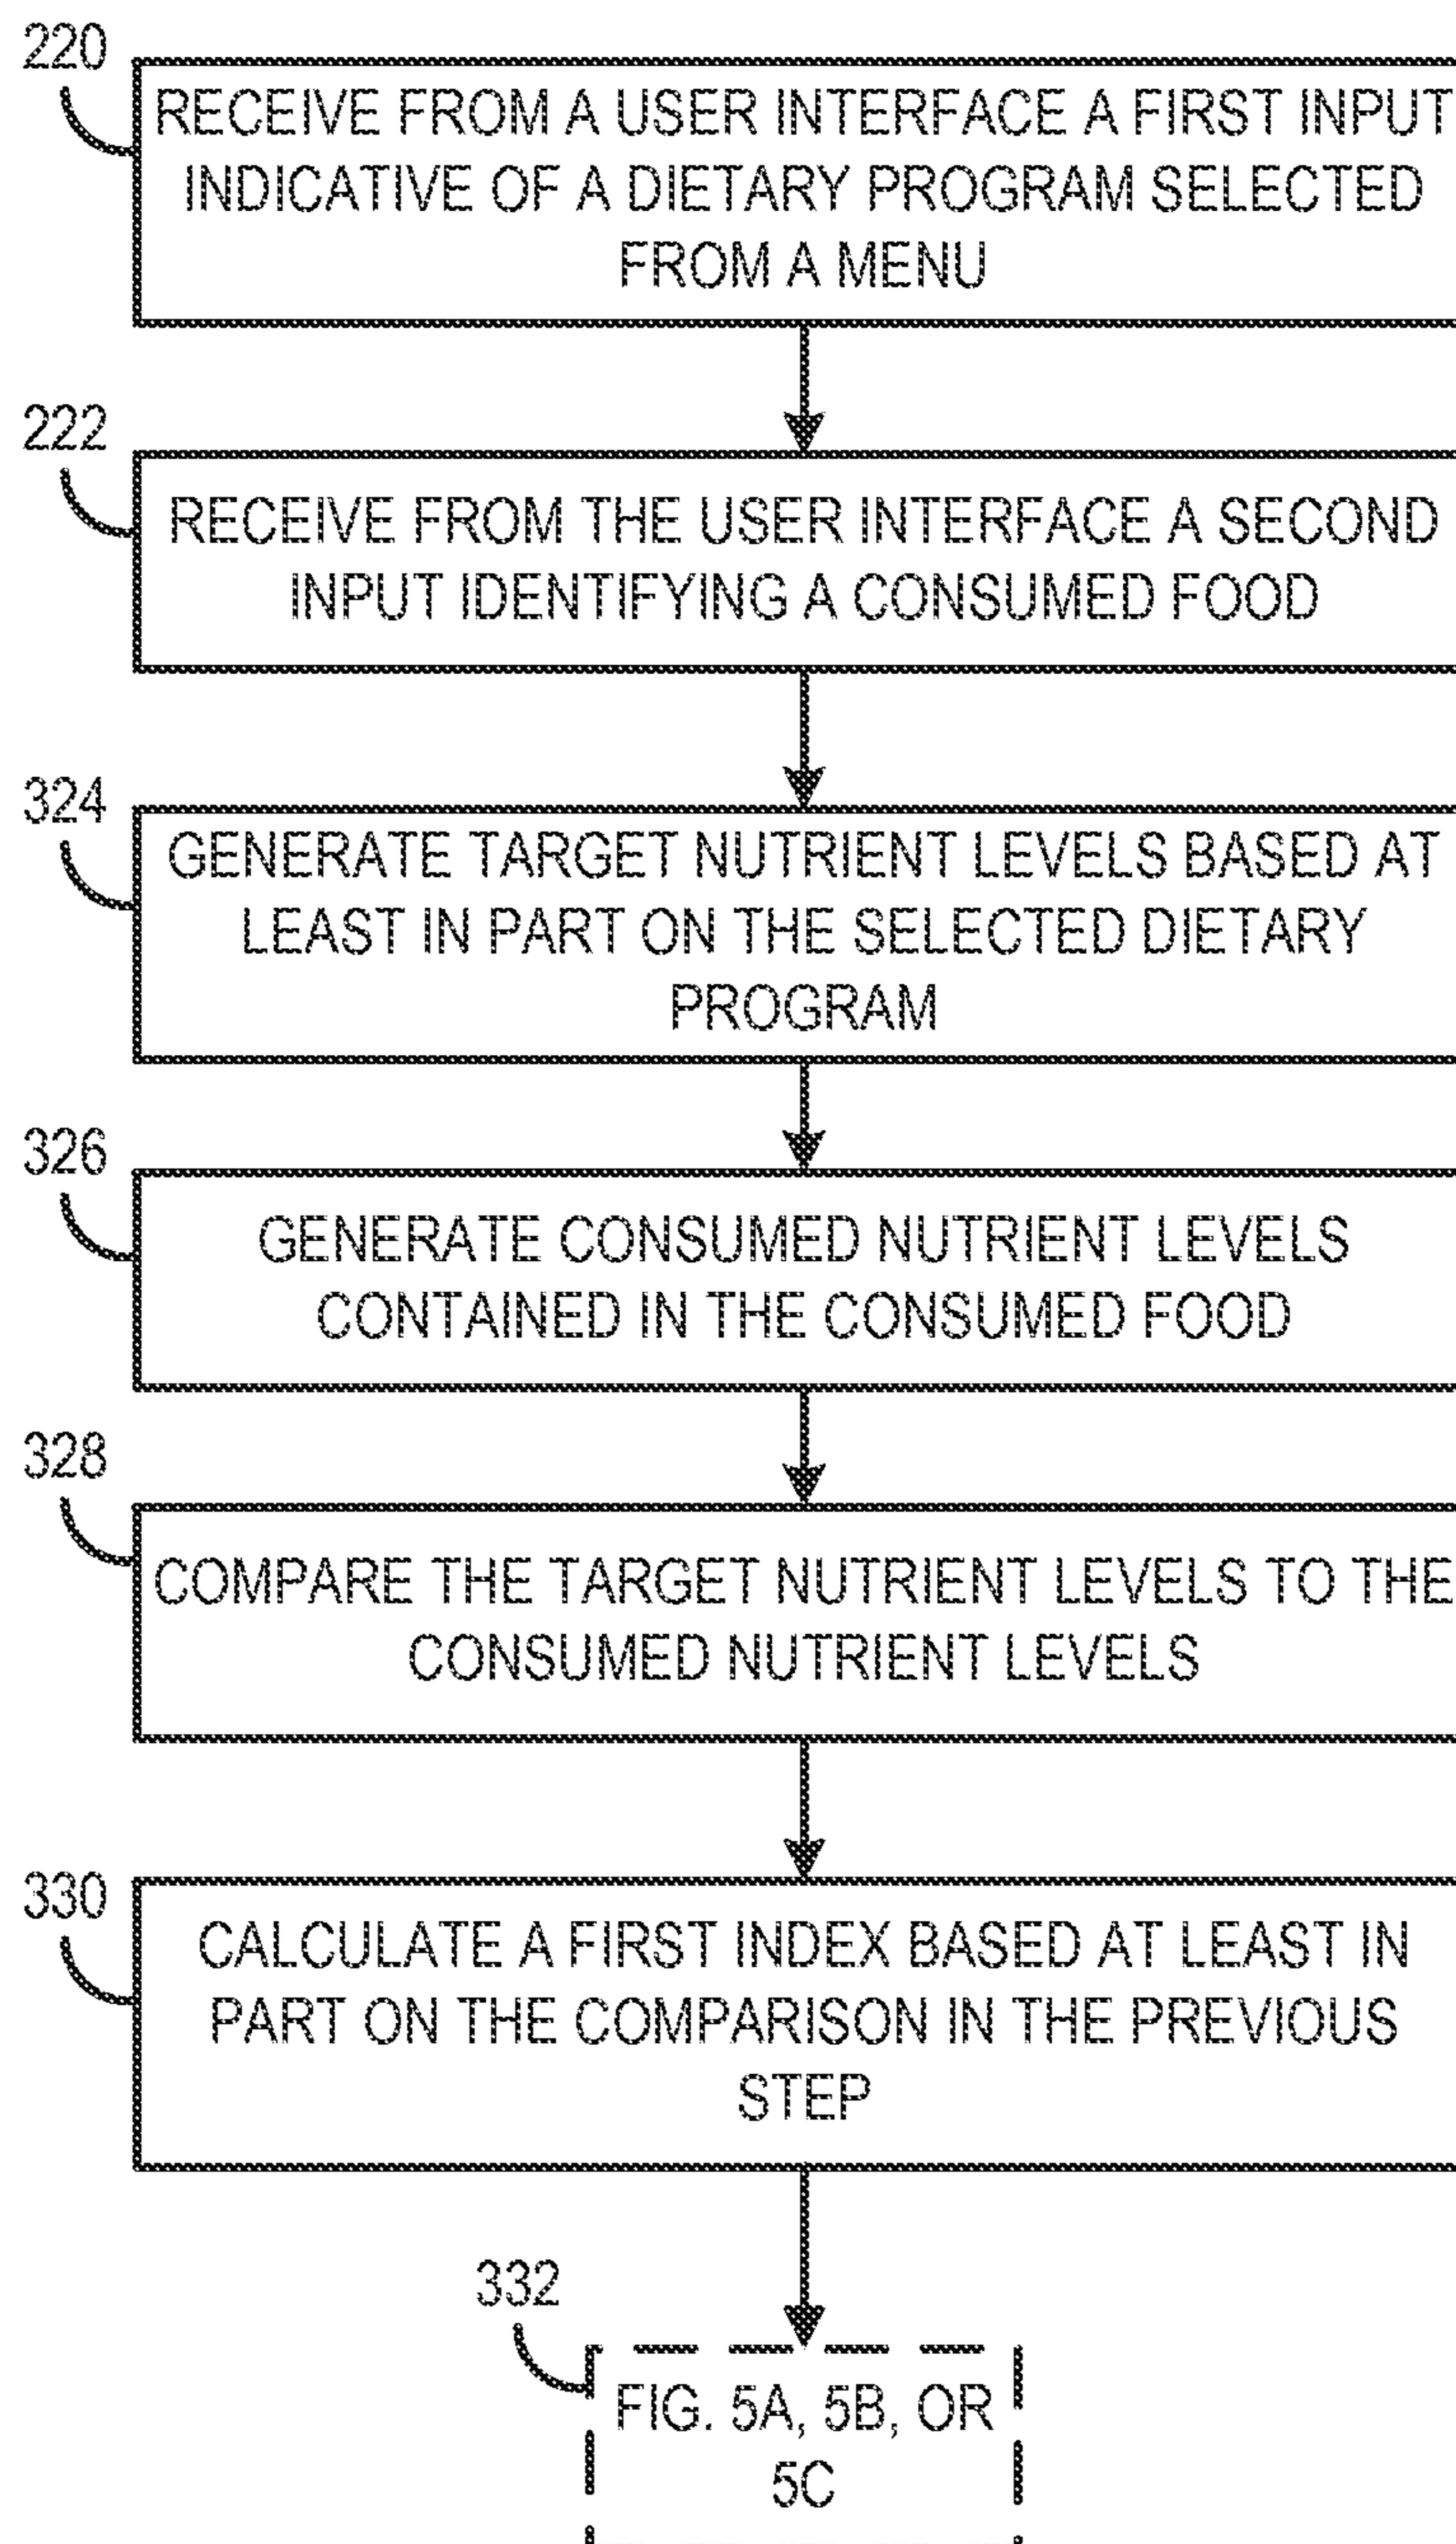 220
RECEIVE FROM A USER INTERFACE A FIRST INPUT
INDICATIVE OF A DIETARY PROGRAM SELECTED
FROM A MENU
222
RECEIVE FROM THE USER INTERFACE A SECOND
INPUT IDENTIFYING A CONSUMED FOOD
324
GENERATE TARGET NUTRIENT LEVELS BASED AT
LEAST IN PART ON THE SELECTED DIETARY
PROGRAM
326
GENERATE CONSUMED NUTRIENT LEVELS
CONTAINED IN THE CONSUMED FOOD
328
COMPARE THE TARGET NUTRIENT LEVELS TO THE
CONSUMED NUTRIENT LEVELS
330
CALCULATE A FIRST INDEX BASED AT LEAST IN
PART ON THE COMPARISON IN THE PREVIOUS
STEP
332
FIG. 5A, 5B, OR
5C